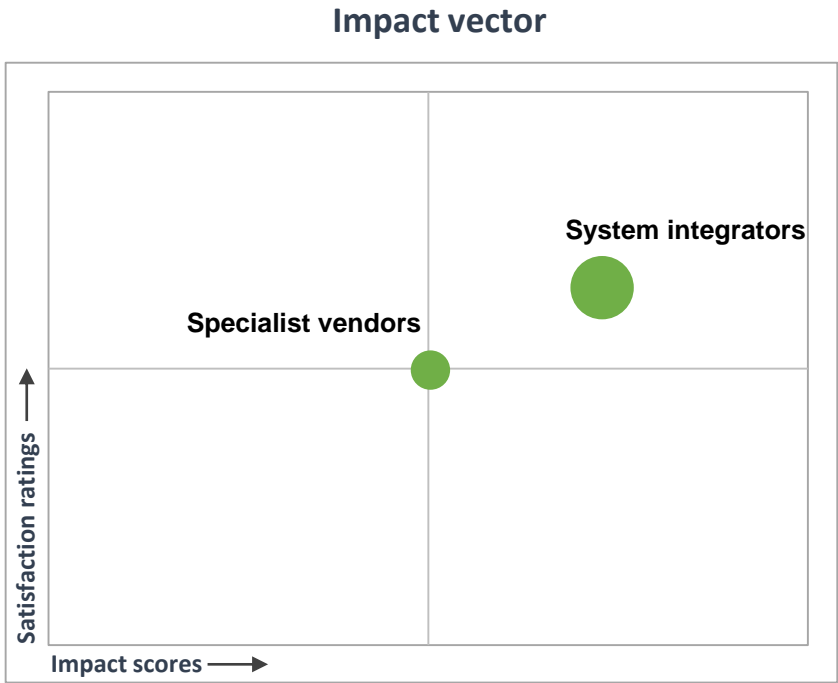 Impact vector
System integrators
Specialist vendors
Satisfaction ratings
Impact scores